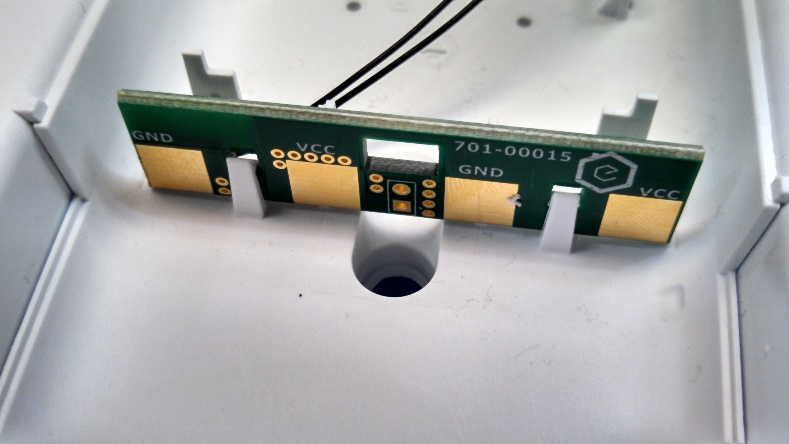 GND
VCC
701-00015
GND
VCC
e